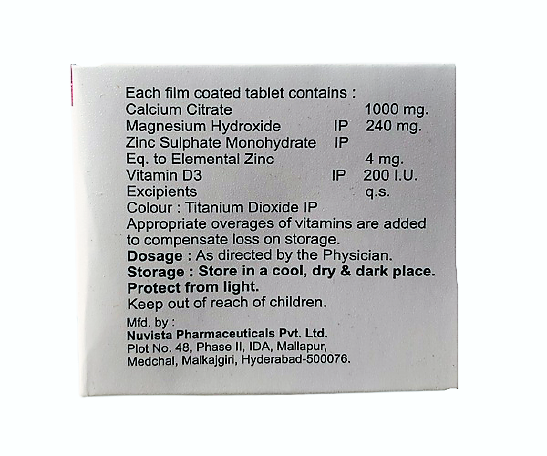 Each film coated tablet contains :
Calcium Citrate 1000 mg.
Magnesium Hydroxide IP 240 mg.
Zinc Sulphate Monohydrate IP
Eq. to Elemental Zinc 4 mg.
Vitamin D3 IP 200 I.U.
Excipients q.s.
Colour : Titanium Dioxide IP
Appropriate overages of vitamins are added
to compensate loss on storage.
Dosage : As directed by the Physician.
Storage : Store in a cool, dry & dark place.
Protect from light.
Keep out of reach of children.
Mfd. by :
Nuvista Pharmaceuticals Pvt. Ltd.
Plot No. 48, Phase II, IDA, Mallapur,
Medchal, Malkajgiri, Hyderabad-500076.